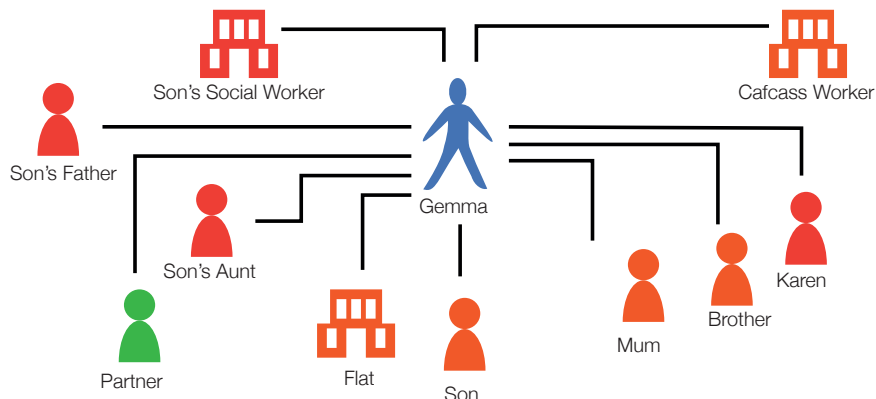 Son's Social Worker
Cafcass Worker
Son's Father
Gemma
Son's Aunt
Karen
Brother
Mum
Partner
Flat
Son